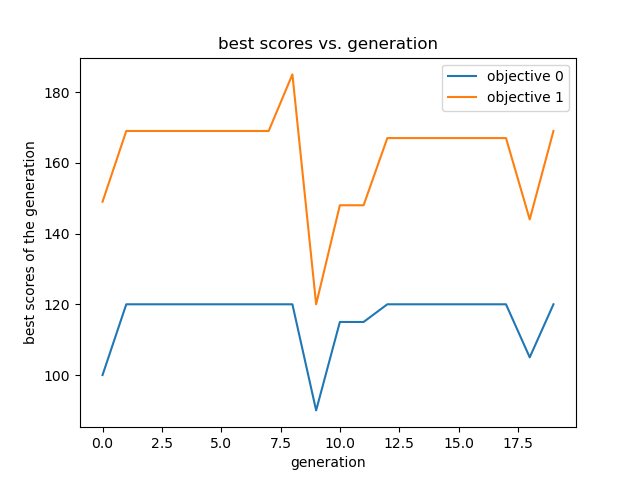 best scores vs. generation
objective 0
objective 1
best scores of the generation
180
160
140
120
100
0.0 2.5 5.0 7.5 10.0 12.5 15.0 17.5
generation